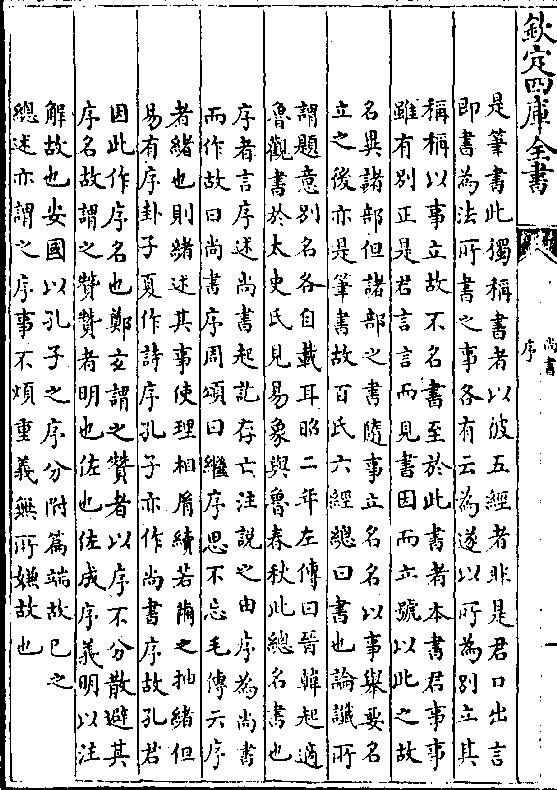 欽定四庫全書
尚書
序
是筆書此獨稱書者以彼五經者非是君口出言
即書為法所書之事各有云為遂以所為別立其
稱稱以事立故不名書至於此書者本書君事事
雖有別正是君言言而見書因而立號以此之故
名異諸部但諸部之書隨事立名名以事舉要名
立之後亦是筆書故百氏六經總曰書也論讖所
謂題意別名各自載耳昭二年左傳曰晉韓起適
魯觀書於太史氏見易象與魯春秋此總名書也
序者言序述尚書起訖存亡注說之由序為尚書
而作故曰尚書序周頌曰繼序思不忘毛傳云序
者緒也則緒述其事使理相胤續若繭之抽緒但
易有序卦子夏作詩序孔子亦作尚書序故孔君
因此作序名也鄭玄謂之贊者以序不分散避其
序名故謂之贊贊者明也佐也佐成序義明以注
解故也安國以孔子之序分附篇端故已之
總述亦謂之序事不煩重義無所嫌故也